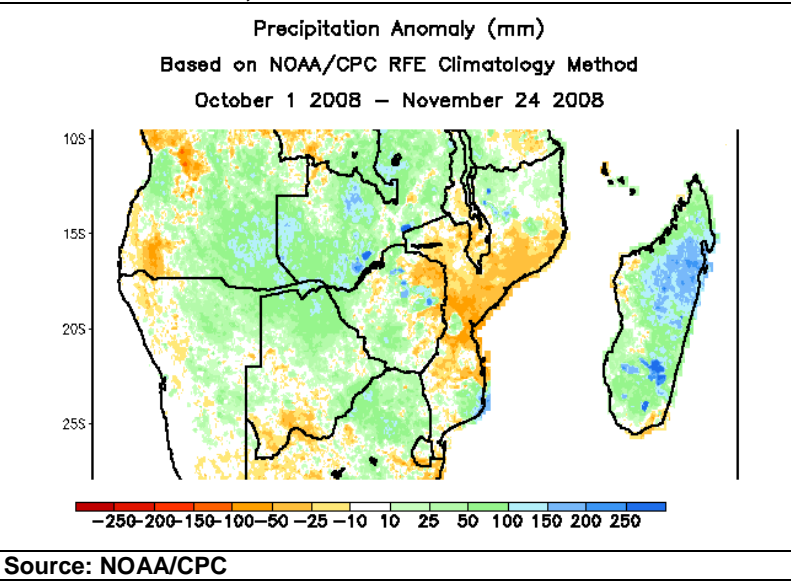 Precipitation Anomaly (mm)
Based on NOAA/CPC RFE Climatology Method
October 1 2008 – November 24 2008
10S
15S
20S
25S
-250-200-150-100-50 -25 -10 10 25 50 100 150 200 250
Source: NOAA/CPC